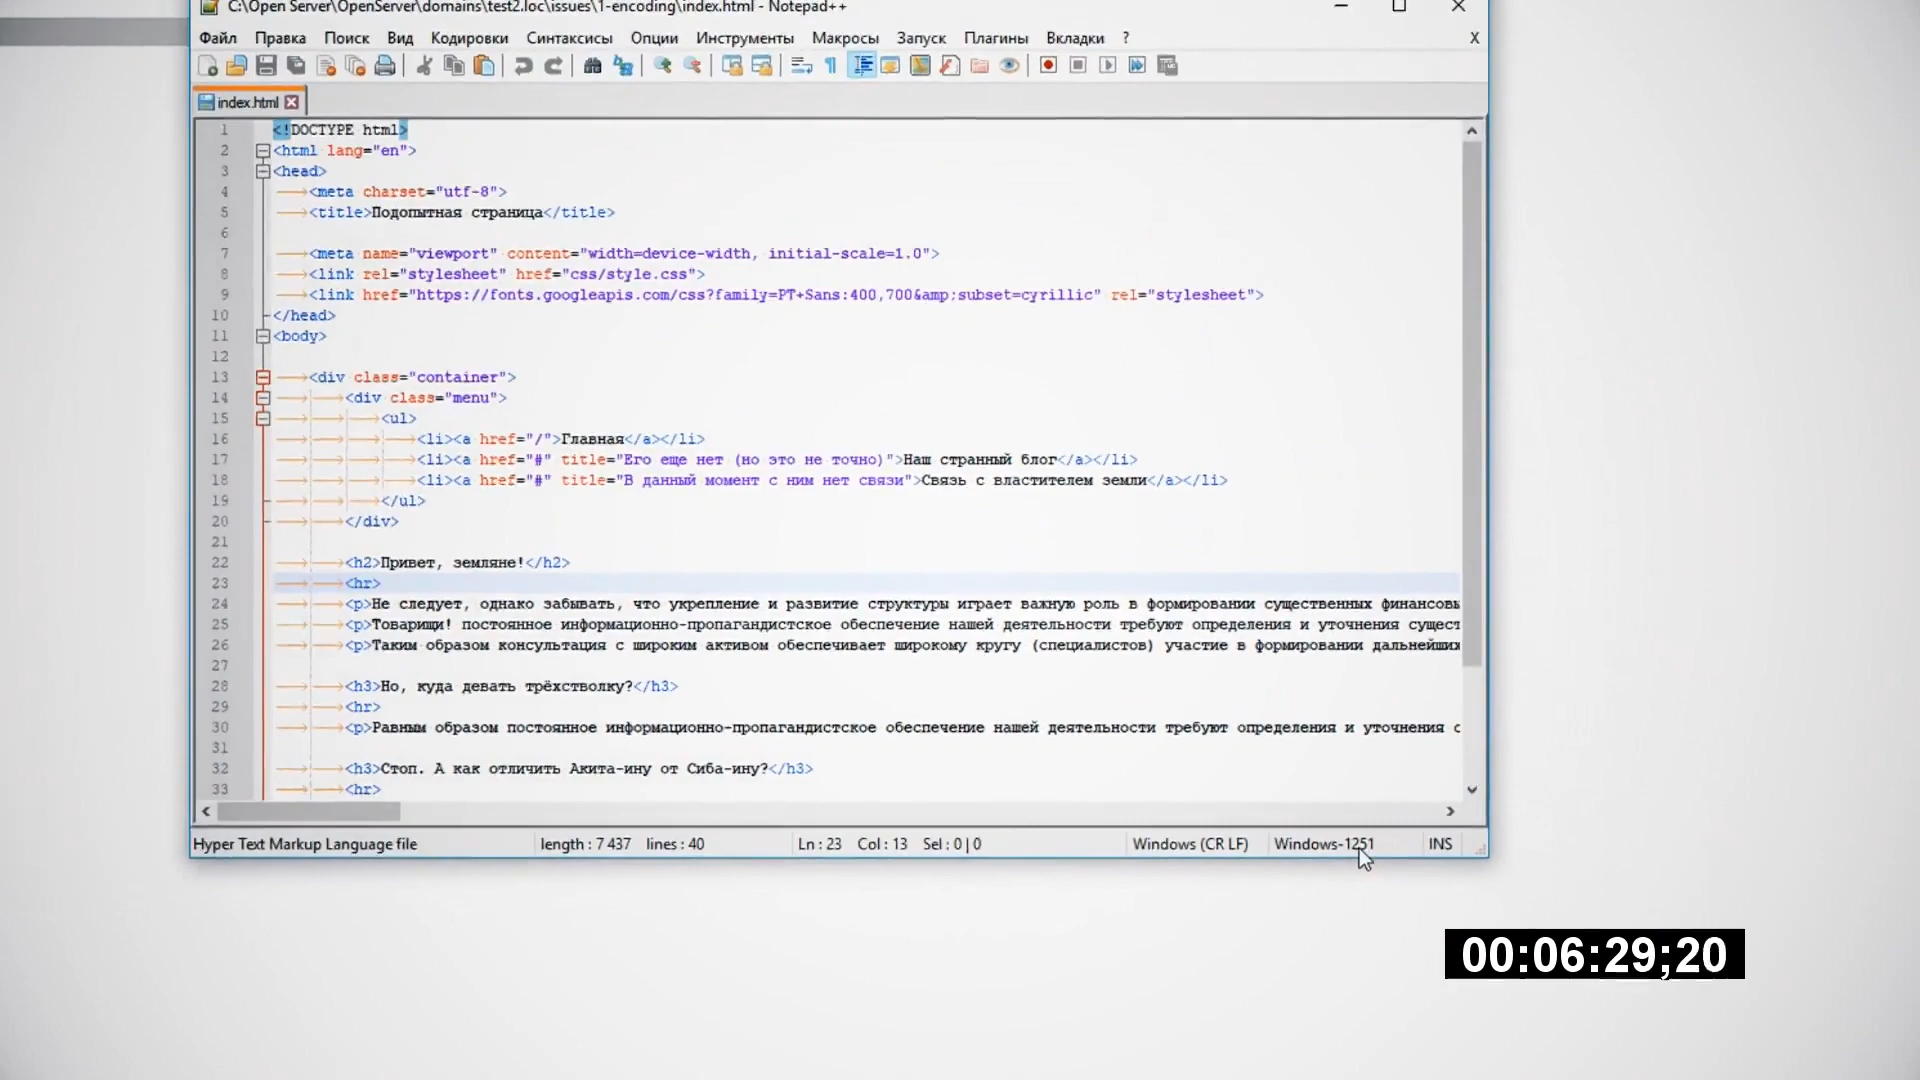 C:\Open Server\OpenServer\domains\test2.loc\issues\1-encoding\index.html - Notepad++
Файл Правка Поиск Вид Кодировки Синтаксисы Опции Инструменты Макросы Запуск Плагины Вкладки ? X
index.html
1 <!DOCTYPE html>
2 <html lang="en">
3 <head>
4 <meta charset="utf-8">
5 <title>Подопытная страница</title>
6
7 <meta name="viewport" content="width=device-width, initial-scale=1.0">
8 <link rel="stylesheet" href="css/style.css">
9 <link href="https://fonts.googleapis.com/css?family=PT+Sans:400,700&amp;subset=cyrillic" rel="stylesheet">
10 </head>
11 <body>
12
13 <div class="container">
14 <div class="menu">
15 <ul>
16 <li><a href="/">Главная</a></li>
17 <li><a href="#" title="Его еще нет (но это не точно)">Наш странный блог</a></li>
18 <li><a href="#" title="В данный момент с ним нет связи">Связь с властителем земли</a></li>
19 </ul>
20 </div>
21
22 <h2>Привет, земляне!</h2>
23 <hr>
24 <p>Не следует, однако забывать, что укрепление и развитие структуры играет важную роль в формировании существенных финансовы
25 <p>Товарищи! постоянное информационно-пропагандистское обеспечение нашей деятельности требуют определения и уточнения сущест
26 <p>Таким образом консультация с широким активом обеспечивает широкому кругу (специалистов) участие в формировании дальнейших
27
28 <h3>Но, куда девать трёхстволку?</h3>
29 <hr>
30 <p>Равным образом постоянное информационно-пропагандистское обеспечение нашей деятельности требуют определения и уточнения с
31
32 <h3>Стоп. А как отличить Акита-ину от Сиба-ину?</h3>
33 <hr>
Hyper Text Markup Language file length : 7 437 lines : 40 Ln : 23 Col : 13 Sel : 0 | 0 Windows (CR LF) Windows-1251 INS
00:06:29;20